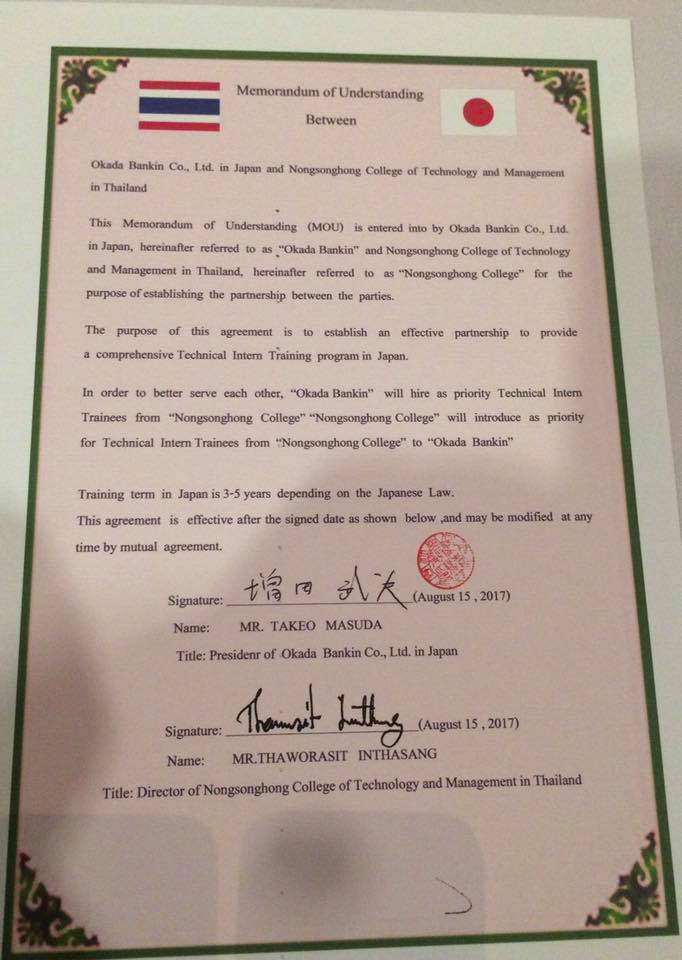 Memorandum of Understanding
Between
Okada Bankin Co., Ltd. in Japan and Nongsonghong College of Technology and Management
in Thailand
This Memorandum of Understanding (MOU) is entered into by Okada Bankin Co., Ltd.
in Japan, hereinafter referred to as “Okada Bankin” and Nongsonghong College of Technology
and Management in Thailand, hereinafter referred to as “Nongsonghong College” for the
purpose of establishing the partnership between the parties.
The purpose of this agreement is to establish an effective partnership to provide
a comprehensive Technical Intern Training program in Japan.
In order to better serve each other, “Okada Bankin” will hire as priority Technical Intern
Trainees from “Nongsonghong College” “Nongsonghong College” will introduce as priority
for Technical Intern Trainees from “Nongsonghong College” to “Okada Bankin”
Training term in Japan is 3-5 years depending on the Japanese Law.
This agreement is effective after the signed date as shown below ,and may be modified at any
time by mutual agreement.
Signature: 増田 武次 (August 15 , 2017)
Name: MR. TAKEO MASUDA
Title: Presidenr of Okada Bankin Co., Ltd. in Japan
Signature: (August 15 , 2017)
Name: MR.THAWORASIT INTHASANG
Title: Director of Nongsonghong College of Technology and Management in Thailand